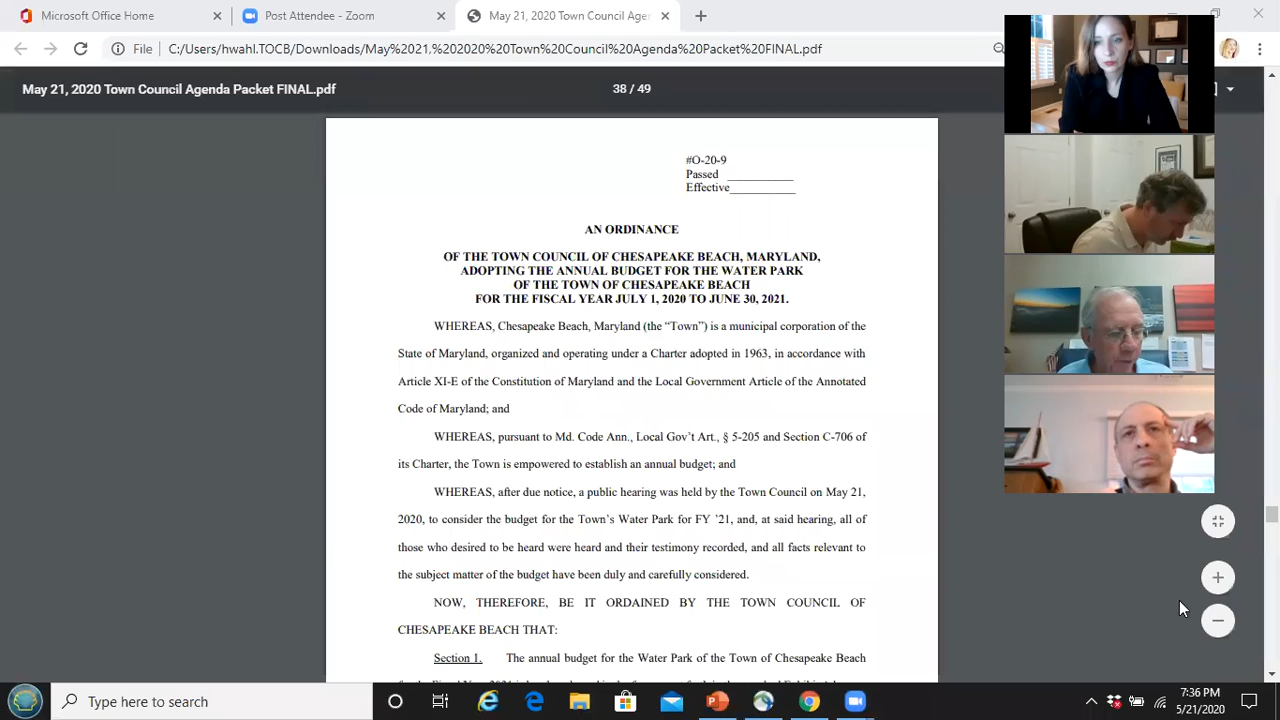 Microsoft Office Home
Post Attendee - Zoom
May 21, 2020 Town Council Agen
File
C:/Users/hwahl.TOCB/Downloads/May%2021,%202020%20Town%20Council%20Agenda%20Packet%20FINAL.pdf
May 21, 2020 Town Council Agenda Packet FINAL.pdf
38 / 49
#O-20-9
Passed ___________
Effective___________
AN ORDINANCE
OF THE TOWN COUNCIL OF CHESAPEAKE BEACH, MARYLAND,
ADOPTING THE ANNUAL BUDGET FOR THE WATER PARK
OF THE TOWN OF CHESAPEAKE BEACH
FOR THE FISCAL YEAR JULY 1, 2020 TO JUNE 30, 2021.
WHEREAS, Chesapeake Beach, Maryland (the “Town”) is a municipal corporation of the
State of Maryland, organized and operating under a Charter adopted in 1963, in accordance with
Article XI-E of the Constitution of Maryland and the Local Government Article of the Annotated
Code of Maryland; and
WHEREAS, pursuant to Md. Code Ann., Local Gov’t Art., § 5-205 and Section C-706 of
its Charter, the Town is empowered to establish an annual budget; and
WHEREAS, after due notice, a public hearing was held by the Town Council on May 21,
2020, to consider the budget for the Town’s Water Park for FY ’21, and, at said hearing, all of
those who desired to be heard were heard and their testimony recorded, and all facts relevant to
the subject matter of the budget have been duly and carefully considered.
NOW, THEREFORE, BE IT ORDAINED BY THE TOWN COUNCIL OF
CHESAPEAKE BEACH THAT:
Section 1. The annual budget for the Water Park of the Town of Chesapeake Beach
Type here to search
7:36 PM
5/21/2020